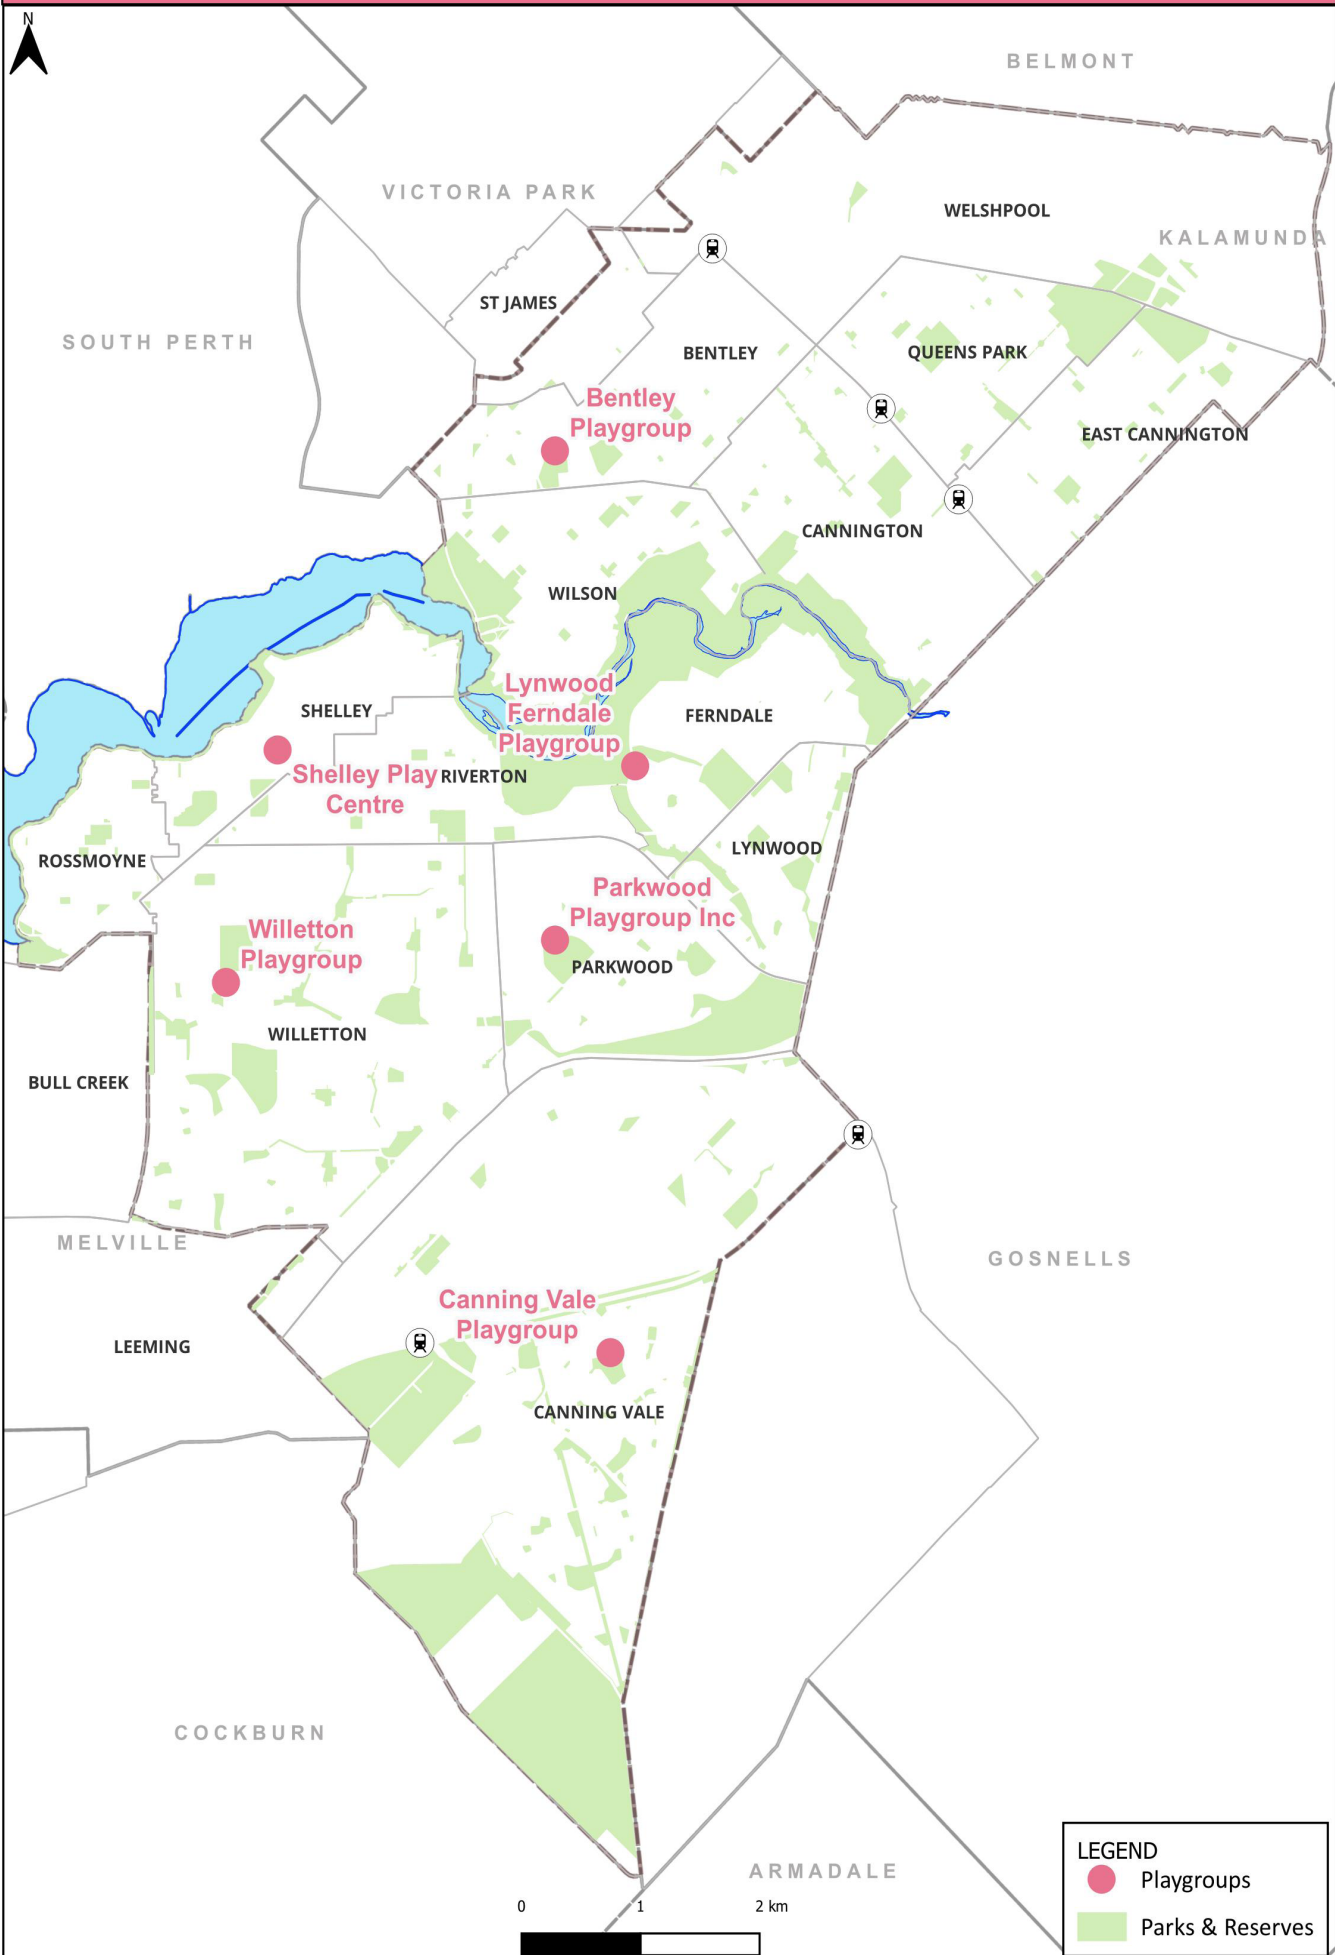 N
BELMONT
VICTORIA PARK
WELSHPOOL
KALAMUNDA
ST JAMES
SOUTH PERTH
BENTLEY
QUEENS PARK
Bentley
Playgroup
EAST CANNINGTON
CANNINGTON
WILSON
Lynwood
Ferndale
Playgroup
SHELLEY
FERNDALE
Shelley Play
Centre
RIVERTON
ROSSMOYNE
LYNWOOD
Parkwood
Playgroup Inc
Willetton
Playgroup
PARKWOOD
WILLETTON
BULL CREEK
MELVILLE
GOSNELLS
Canning Vale
Playgroup
LEEMING
CANNING VALE
COCKBURN
ARMADALE
LEGEND
Playgroups
Parks & Reserves
0 1 2 km